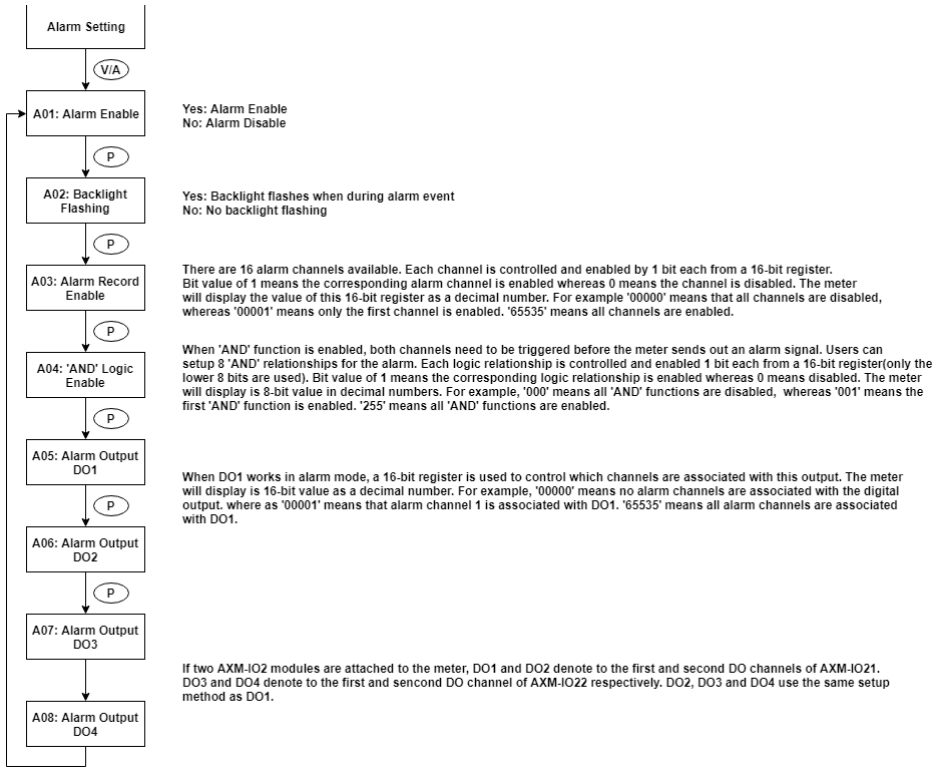 Alarm Setting
V/A
A01: Alarm Enable
Yes: Alarm Enable
No: Alarm Disable
P
A02: Backlight
Flashing
Yes: Backlight flashes when during alarm event
No: No backlight flashing
P
A03: Alarm Record
Enable
There are 16 alarm channels available. Each channel is controlled and enabled by 1 bit each from a 16-bit register.
Bit value of 1 means the corresponding alarm channel is enabled whereas 0 means the channel is disabled. The meter
will display the value of this 16-bit register as a decimal number. For example '00000' means that all channels are disabled,
whereas '00001' means only the first channel is enabled. '65535' means all channels are enabled.
P
A04: 'AND' Logic
Enable
When 'AND' function is enabled, both channels need to be triggered before the meter sends out an alarm signal. Users can
setup 8 'AND' relationships for the alarm. Each logic relationship is controlled and enabled 1 bit each from a 16-bit register(only the
lower 8 bits are used). Bit value of 1 means the corresponding logic relationship is enabled whereas 0 means disabled. The meter
will display is 8-bit value in decimal numbers. For example, '000' means all 'AND' functions are disabled, whereas '001' means the
first 'AND' function is enabled. '255' means all 'AND' functions are enabled.
P
A05: Alarm Output
DO1
When DO1 works in alarm mode, a 16-bit register is used to control which channels are associated with this output. The meter
will display is 16-bit value as a decimal number. For example, '00000' means no alarm channels are associated with the digital
output. where as '00001' means that alarm channel 1 is associated with DO1. '65535' means all alarm channels are associated
with DO1.
P
A06: Alarm Output
DO2
P
A07: Alarm Output
DO3
If two AXM-IO2 modules are attached to the meter, DO1 and DO2 denote to the first and second DO channels of AXM-IO21.
DO3 and DO4 denote to the first and sencond DO channel of AXM-IO22 respectively. DO2, DO3 and DO4 use the same setup
method as DO1.
A08: Alarm Output
DO4